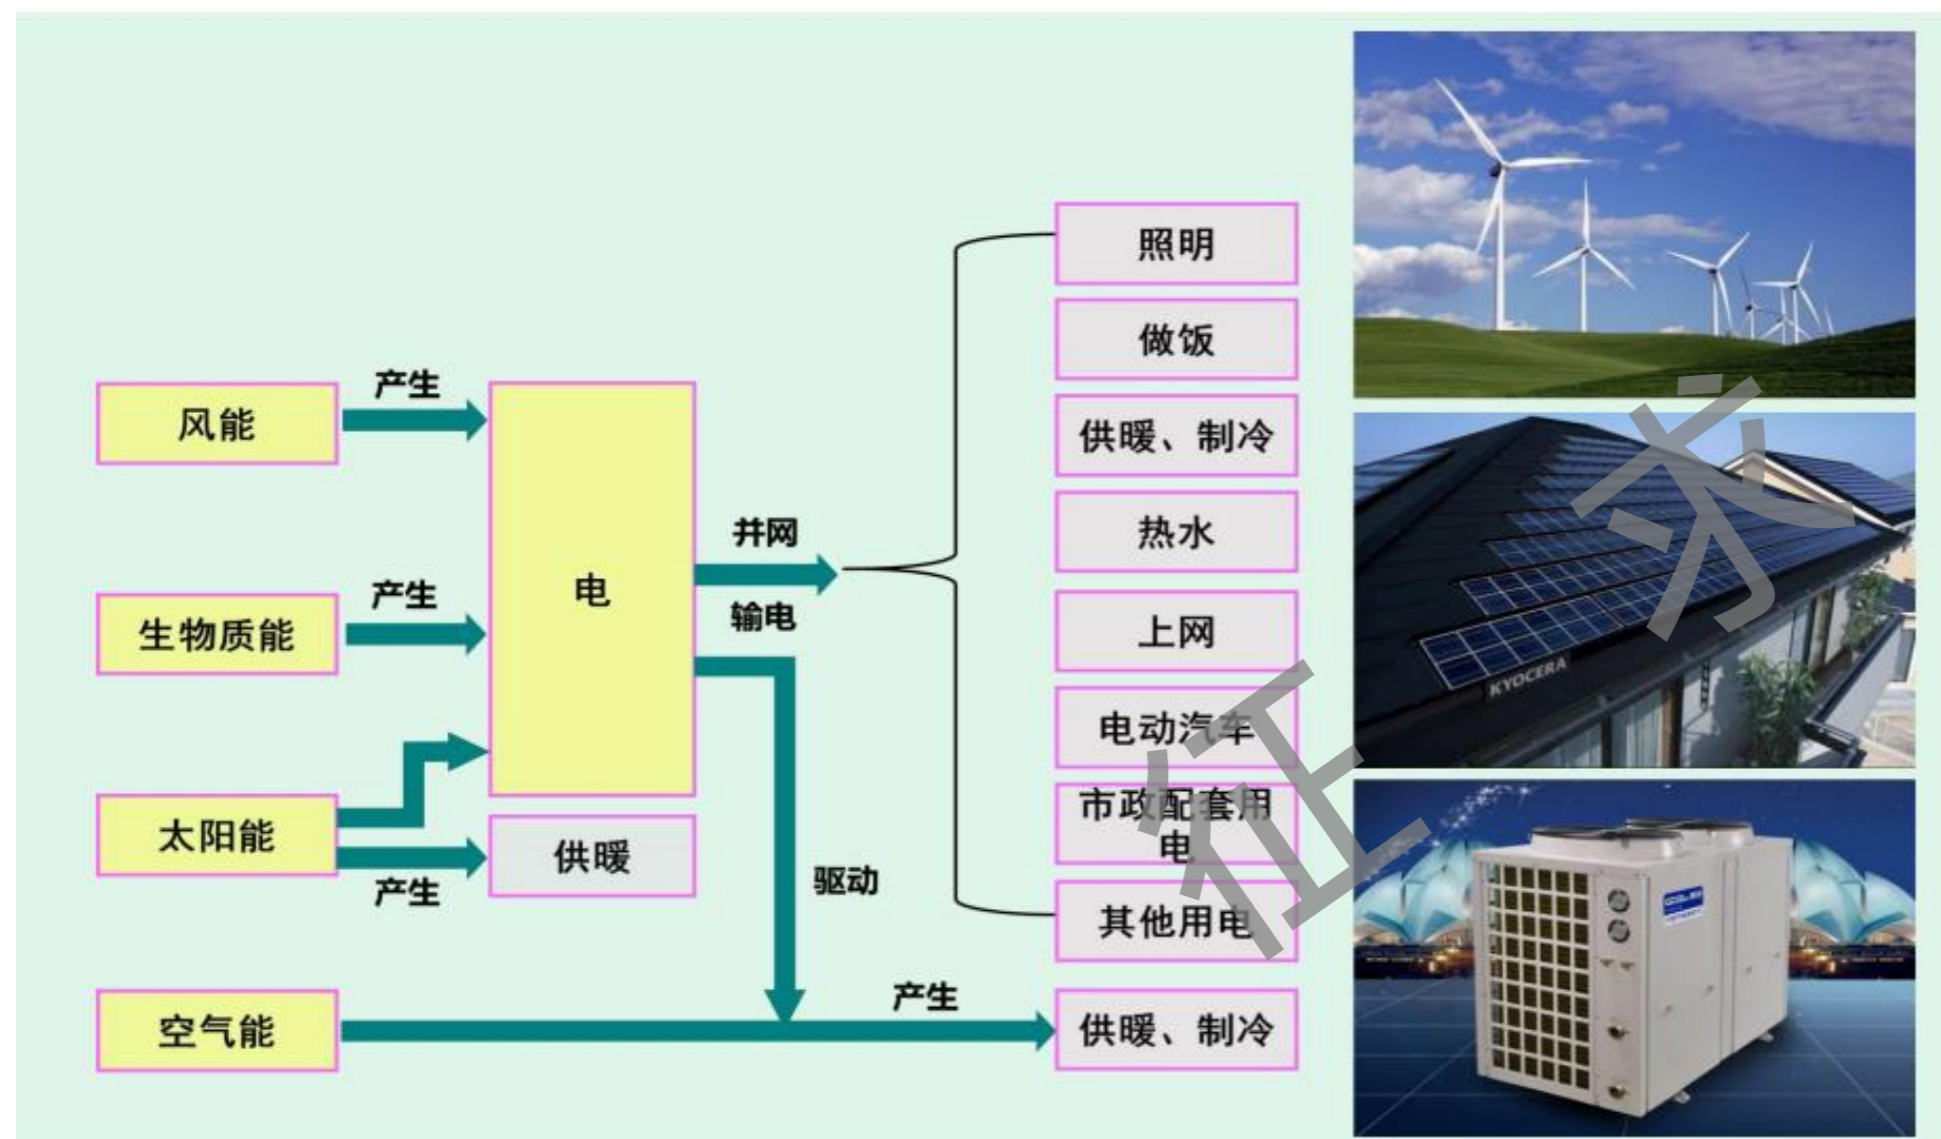 照明
做饭
供暖、制冷
热水
上网
电动汽车
市政配套用
电
其他用电
供暖、制冷
风能
产生
生物质能
产生
太阳能
产生
空气能
电
供暖
并网
输电
驱动
产生
KYOCERA
征
求